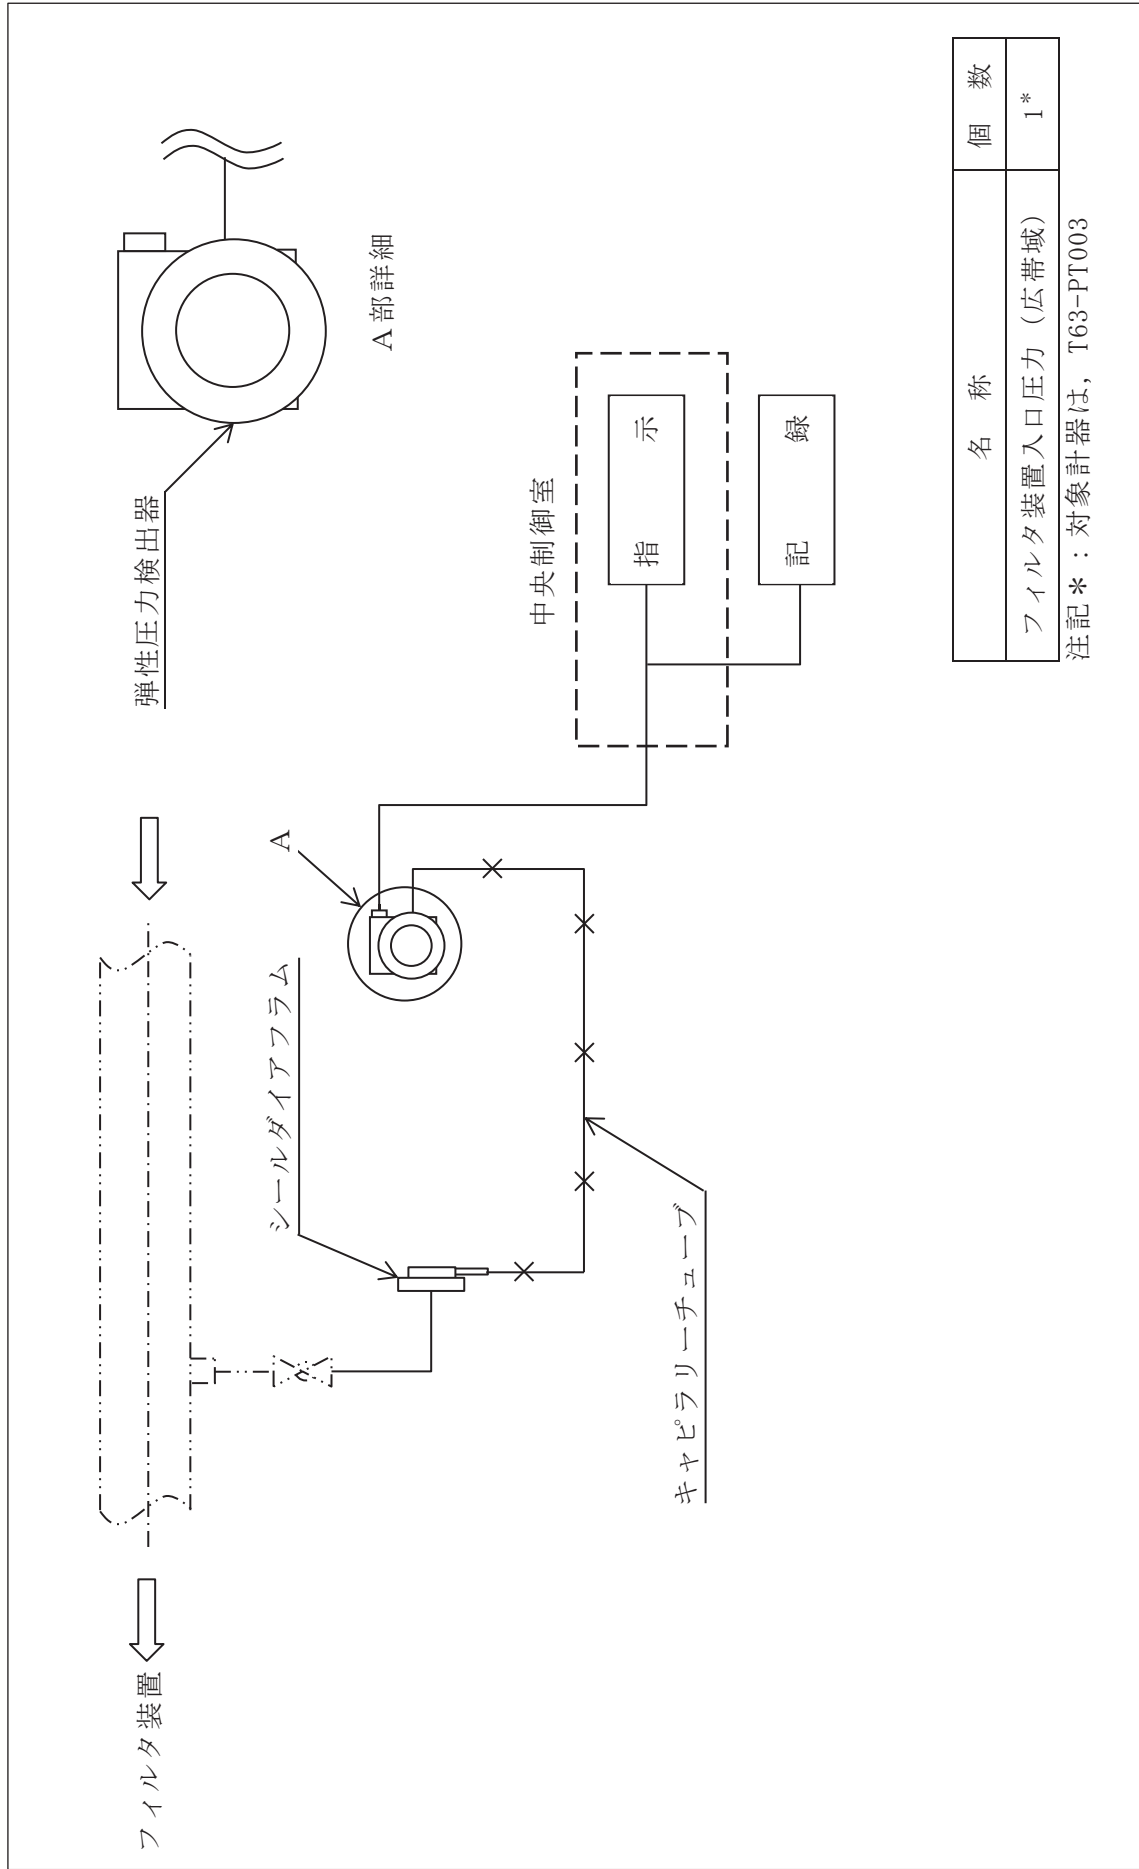 フィルタ装置
弾性圧力検出器
A
シールダイアフラム
A部詳細
中央制御室
指示
記録
キャピラリーチューブ
名称 個数
フィルタ装置入口圧力(広帯域) 1*
注記*:対象計器は,T63-PT003